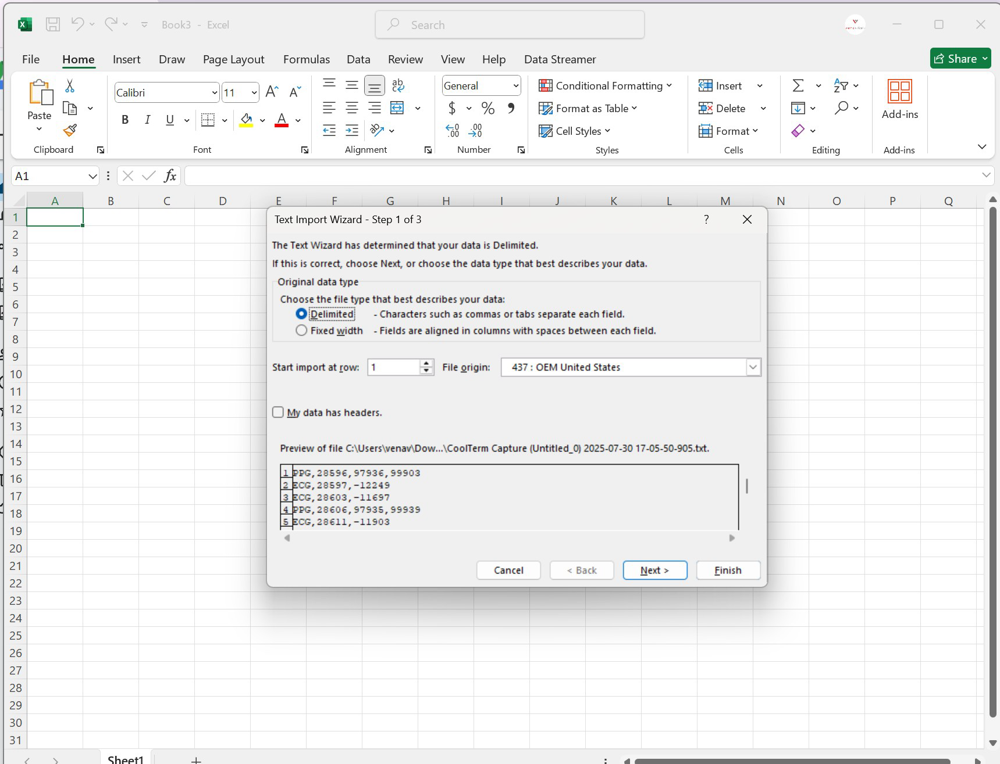 Book3 - Excel
Search
File Home Insert Draw Page Layout Formulas Data Review View Help Data Streamer
Share
Paste
Clipboard
Calibri 11
B I U A
Font
ab
Alignment
General
$ % 9
.00
Number
Conditional Formatting
Format as Table
Cell Styles
Styles
Insert
Delete
Format
Cells
Editing
Add-ins
Add-ins
A1
fx
A B C D E F G H I J K L M N O P Q
1
2
3
4
5
6
7
8
9
10
11
12
13
14
15
16
17
18
19
20
21
22
23
24
25
26
27
28
29
30
31
Text Import Wizard - Step 1 of 3 ?
The Text Wizard has determined that your data is Delimited.
If this is correct, choose Next, or choose the data type that best describes your data.
Original data type
Choose the file type that best describes your data:
Delimited - Characters such as commas or tabs separate each field.
Fixed width - Fields are aligned in columns with spaces between each field.
Start import at row: 1 File origin: 437 : OEM United States
My data has headers.
Preview of file C:\Users\venav\Dow...\CoolTerm Capture (Untitled_0) 2025-07-30 17-05-50-905.txt.
1 PPG,28596,97936,99903
2 ECG,28597,-12249
3 ECG,28603,-11697
4 PPG,28606,97935,99939
5 ECG,28611,-11903
Cancel < Back Next > Finish
Sheet1